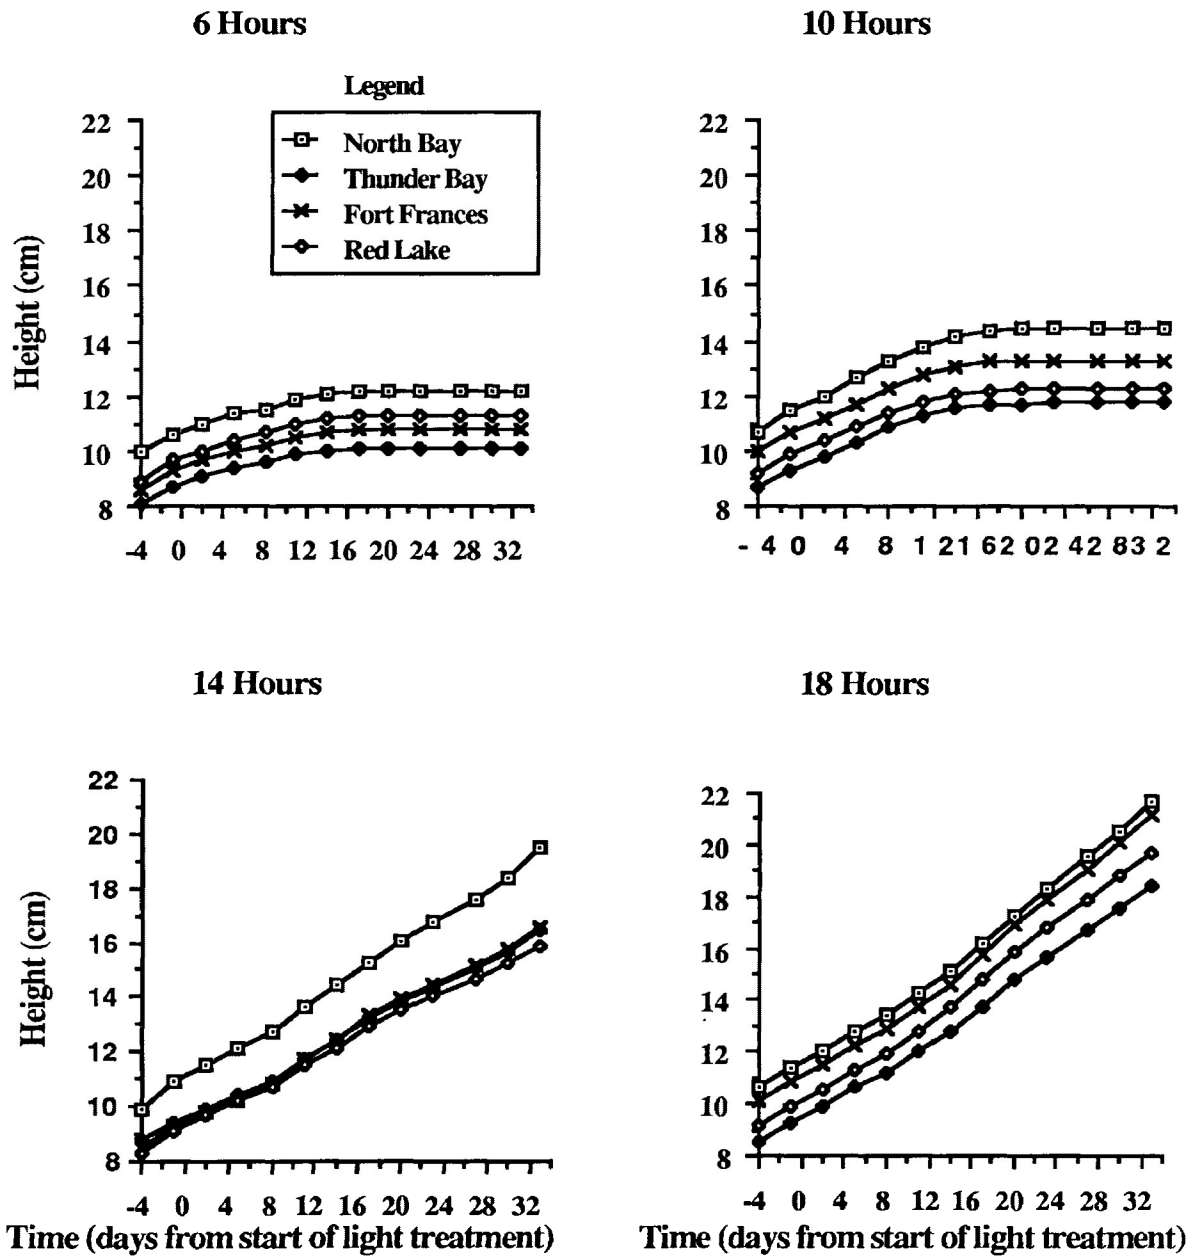 6 Hours
10 Hours
Legend
North Bay
Thunder Bay
Fort Frances
Red Lake
Height (cm)
22
20
18
16
14
12
10
8
-4 0 4 8 12 16 20 24 28 32
22
20
18
16
14
12
10
8
- 4 0 4 8 1 21 62 02 42 83 2
14 Hours
18 Hours
Height (cm)
22
20
18
16
14
12
10
8
-4 0 4 8 12 16 20 24 28 32
Time (days from start of light treatment)
22
20
18
16
14
12
10
8
-4 0 4 8 12 16 20 24 28 32
Time (days from start of light treatment)